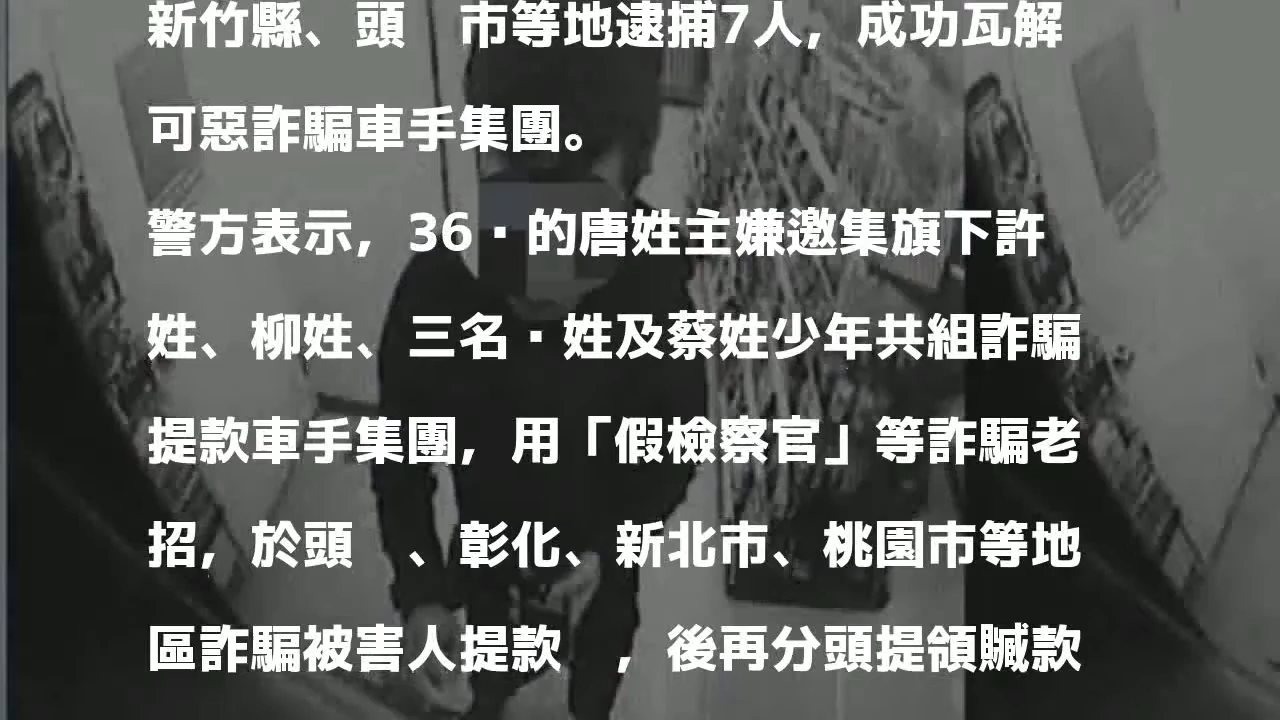 新竹縣、頭　市等地逮捕7人，成功瓦解
可惡詐騙車手集團。
警方表示，36▪的唐姓主嫌邀集旗下許
姓、柳姓、三名▪姓及蔡姓少年共組詐騙
提款車手集團，用「假檢察官」等詐騙老
招，於頭　、彰化、新北市、桃園市等地
區詐騙被害人提款　，後再分頭提領贓款